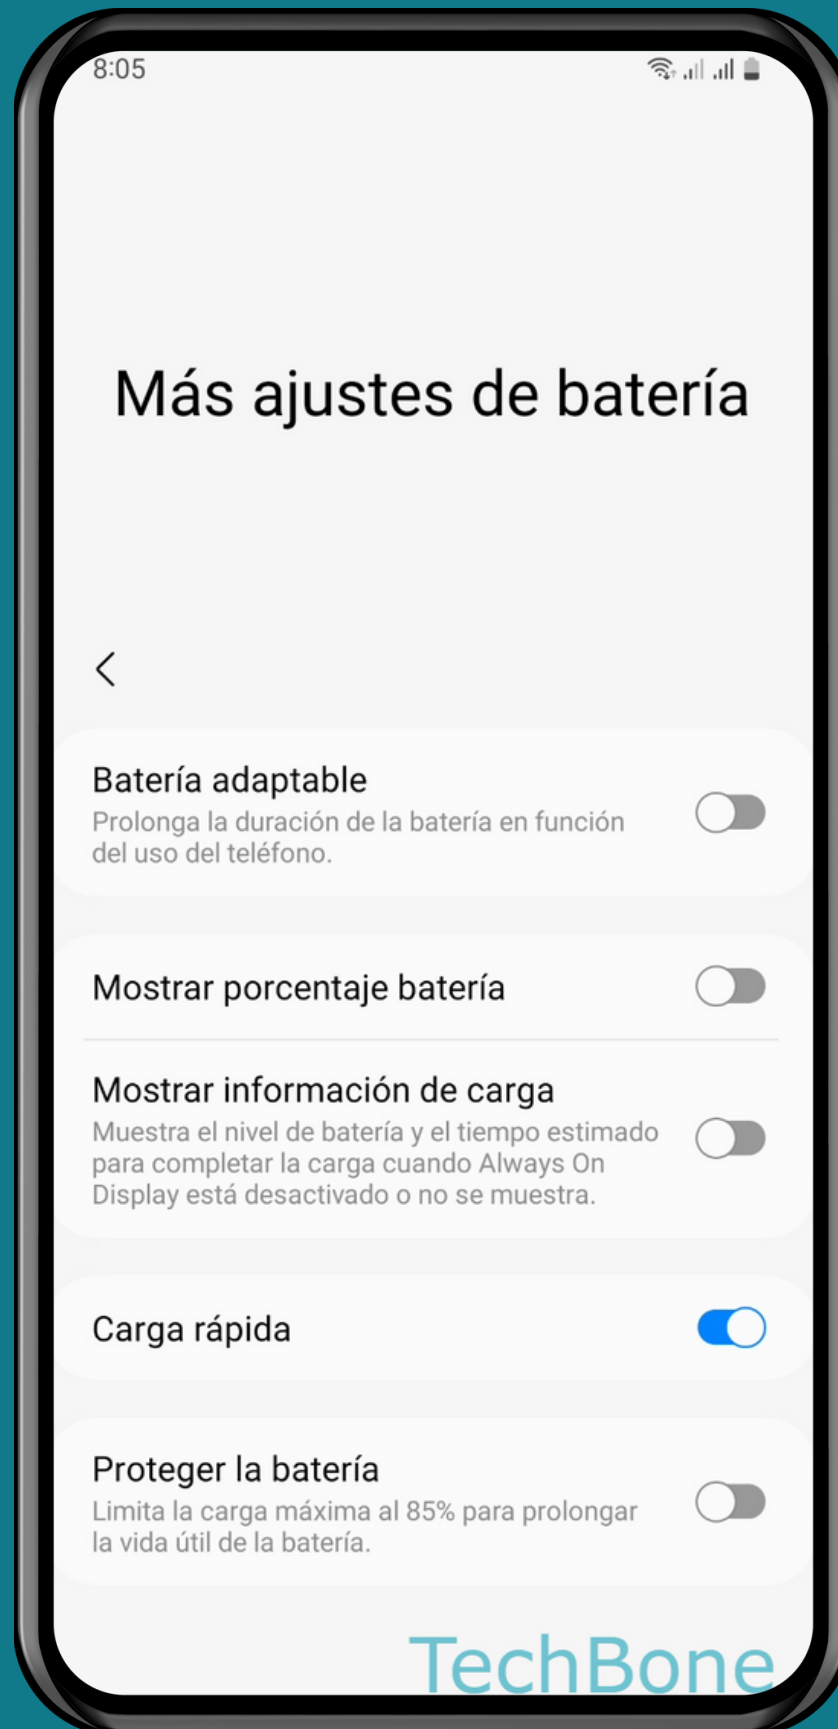 8:05
Más ajustes de batería
Batería adaptable
Prolonga la duración de la batería en función
del uso del teléfono.
Mostrar porcentaje batería
Mostrar información de carga
Muestra el nivel de batería y el tiempo estimado
para completar la carga cuando Always On
Display está desactivado o no se muestra.
Carga rápida
Proteger la batería
Limita la carga máxima al 85% para prolongar
la vida útil de la batería.
TechBone